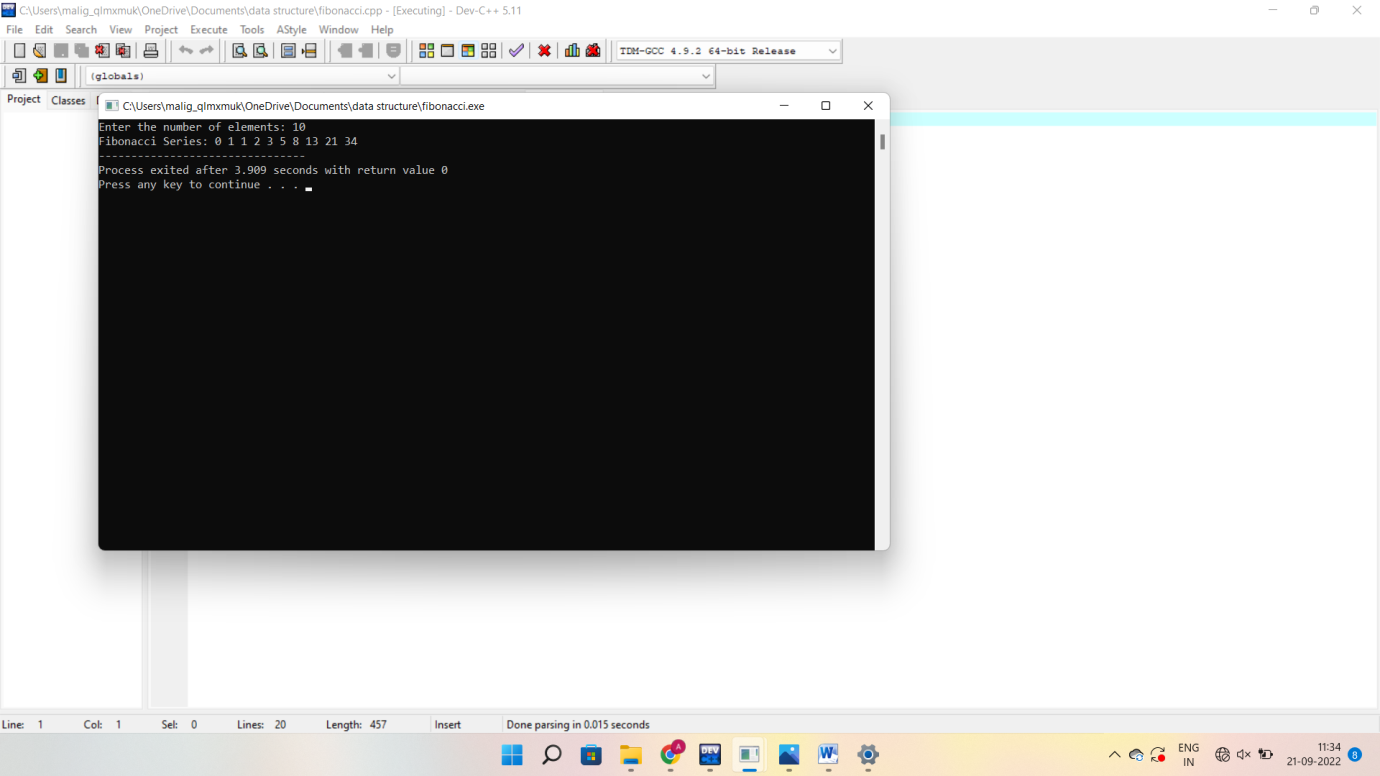 C:\Users\malig_qlmxmuk\OneDrive\Documents\data structure\fibonacci.cpp - [Executing] - Dev-C++ 5.11
File Edit Search View Project Execute Tools AStyle Window Help
TDM-GCC 4.9.2 64-bit Release
(globals)
Project Classes
C:\Users\malig_qlmxmuk\OneDrive\Documents\data structure\fibonacci.exe
Enter the number of elements: 10
Fibonacci Series: 0 1 1 2 3 5 8 13 21 34
--------------------------------
Process exited after 3.909 seconds with return value 0
Press any key to continue . . .
Line: 1 Col: 1 Sel: 0 Lines: 20 Length: 457 Insert Done parsing in 0.015 seconds
A DEV W ENG 11:34
IN 21-09-2022 8